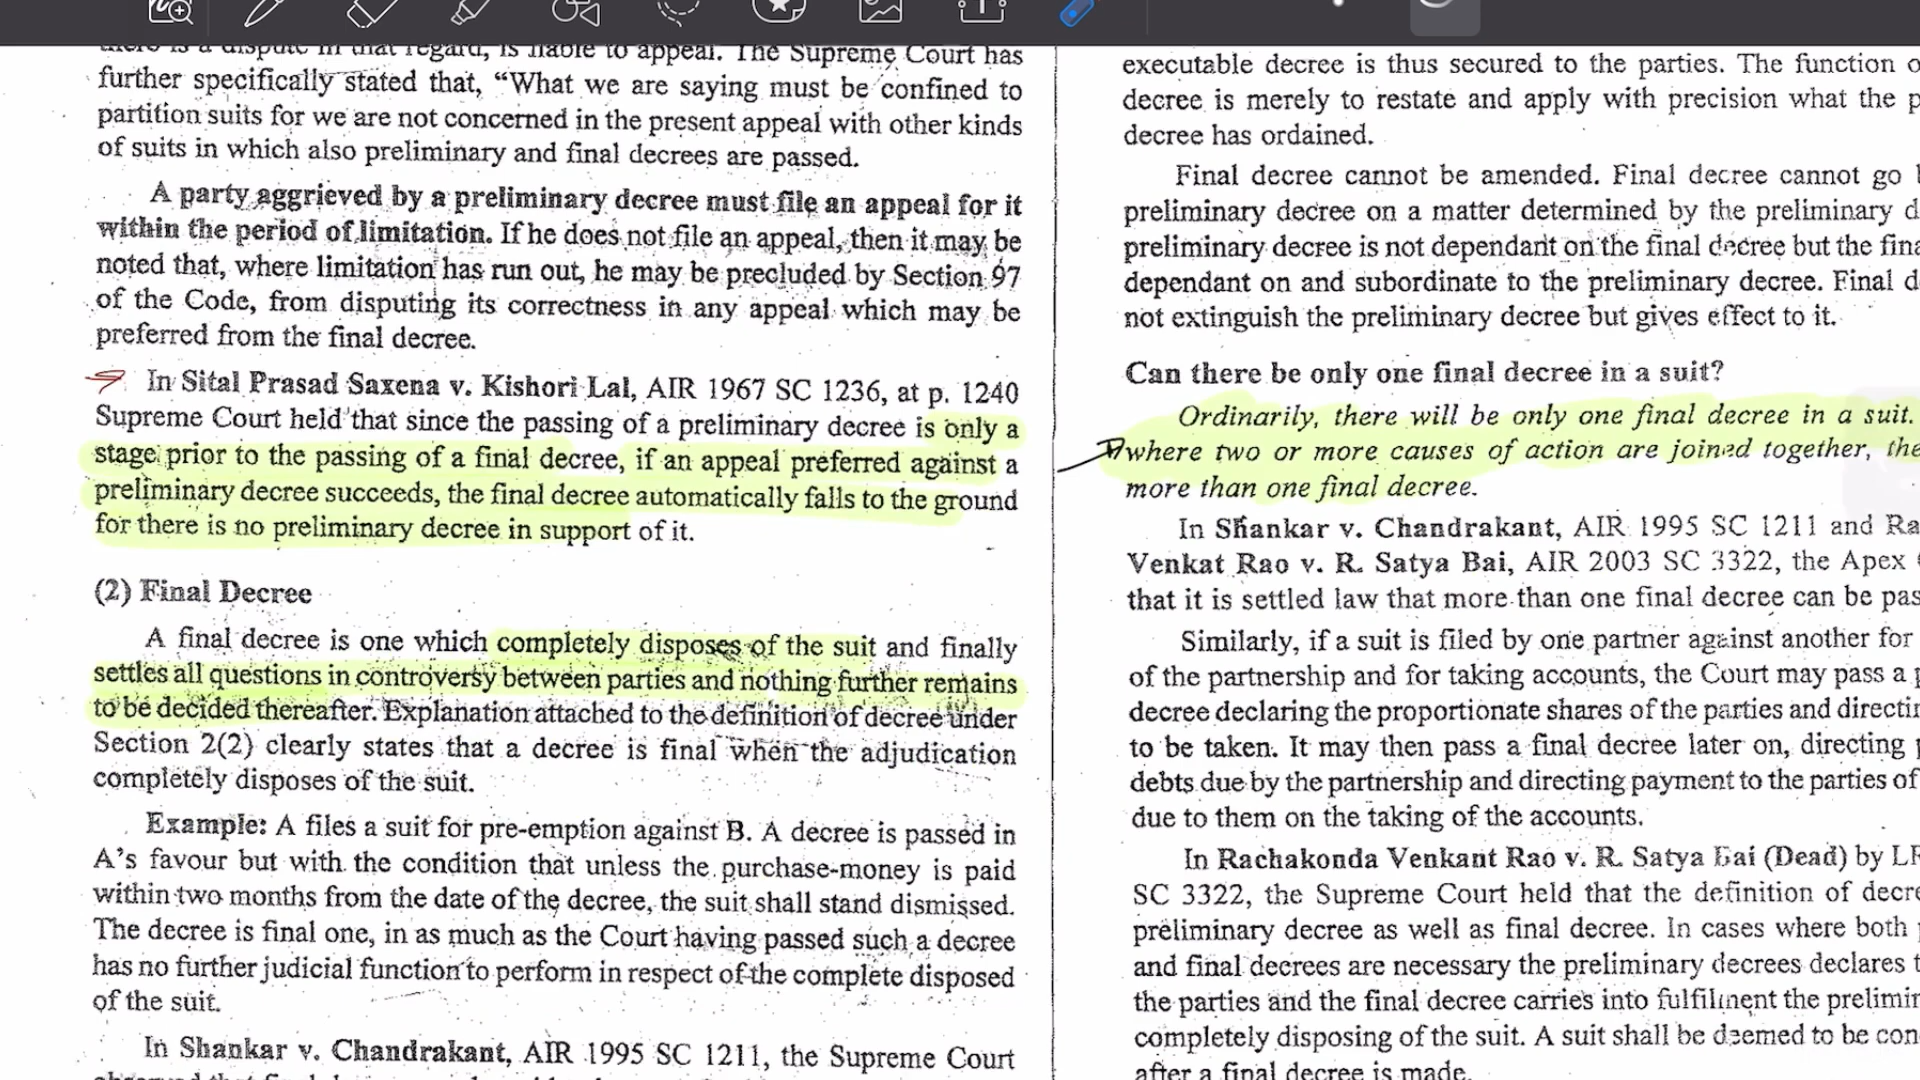 there is a dispute in that regard, is liable to appeal. The Supreme Court has
further specifically stated that, “What we are saying must be confined to
partition suits for we are not concerned in the present appeal with other kinds
of suits in which also preliminary and final decrees are passed.
A party aggrieved by a preliminary decree must file an appeal for it
within the period of limitation. If he does not file an appeal, then it may be
noted that, where limitation has run out, he may be precluded by Section 97
of the Code, from disputing its correctness in any appeal which may be
preferred from the final decree.
In Sital Prasad Saxena v. Kishori Lal, AIR 1967 SC 1236, at p. 1240
Supreme Court held that since the passing of a preliminary decree is only a
stage prior to the passing of a final decree, if an appeal preferred against a
preliminary decree succeeds, the final decree automatically falls to the ground
for there is no preliminary decree in support of it.
(2) Final Decree
A final decree is one which completely disposes of the suit and finally
settles all questions in controversy between parties and nothing further remains
to be decided thereafter. Explanation attached to the definition of decree under
Section 2(2) clearly states that a decree is final when the adjudication
completely disposes of the suit.
Example: A files a suit for pre-emption against B. A decree is passed in
A’s favour but with the condition that unless the purchase-money is paid
within two months from the date of the decree, the suit shall stand dismissed.
The decree is final one, in as much as the Court having passed such a decree
has no further judicial function to perform in respect of the complete disposed
of the suit.
In Shankar v. Chandrakant, AIR 1995 SC 1211, the Supreme Court
executable decree is thus secured to the parties. The function
decree is merely to restate and apply with precision what the
decree has ordained.
Final decree cannot be amended. Final decree cannot go
preliminary decree on a matter determined by the preliminary
preliminary decree is not dependant on the final decree but the
dependant on and subordinate to the preliminary decree. Final
not extinguish the preliminary decree but gives effect to it.
Can there be only one final decree in a suit?
Ordinarily, there will be only one final decree in a suit.
where two or more causes of action are joined together,
more than one final decree.
In Shankar v. Chandrakant, AIR 1995 SC 1211 and
Venkat Rao v. R. Satya Bai, AIR 2003 SC 3322, the Apex
that it is settled law that more than one final decree can be
Similarly, if a suit is filed by one partner against another for
of the partnership and for taking accounts, the Court may pass a
decree declaring the proportionate shares of the parties and
to be taken. It may then pass a final decree later on, directing
debts due by the partnership and directing payment to the parties of
due to them on the taking of the accounts.
In Rachakonda Venkant Rao v. R. Satya Bai (Dead) by
SC 3322, the Supreme Court held that the definition of
preliminary decree as well as final decree. In cases where both
and final decrees are necessary the preliminary decrees declares
the parties and the final decree carries into fulfilment the
completely disposing of the suit. A suit shall be deemed to be
after a final decree is made.